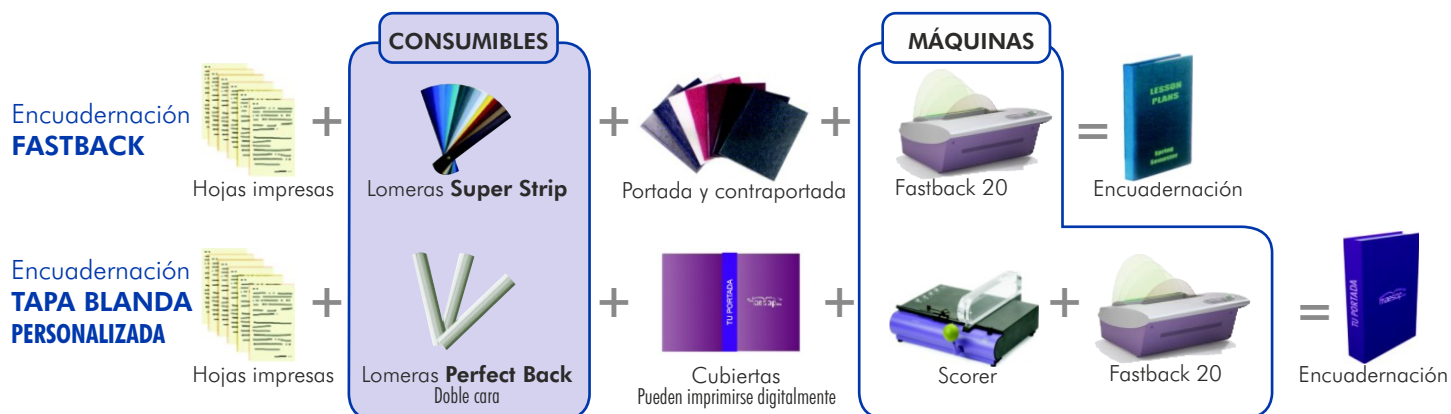 CONSUMIBLES
MÁQUINAS
Encuadernación
FASTBACK
Hojas impresas
+
Lomeras Super Strip
+
Portada y contraportada
+
Fastback 20
=
LESSON
PLANS
Spring
Semester
Encuadernación
Encuadernación
TAPA BLANDA
PERSONALIZADA
Hojas impresas
+
Lomeras Perfect Back
Doble cara
+
TU PORTADA
Cubiertas
Pueden imprimirse digitalmente
+
Scorer
+
Fastback 20
=
TU PORTADA
Encuadernación